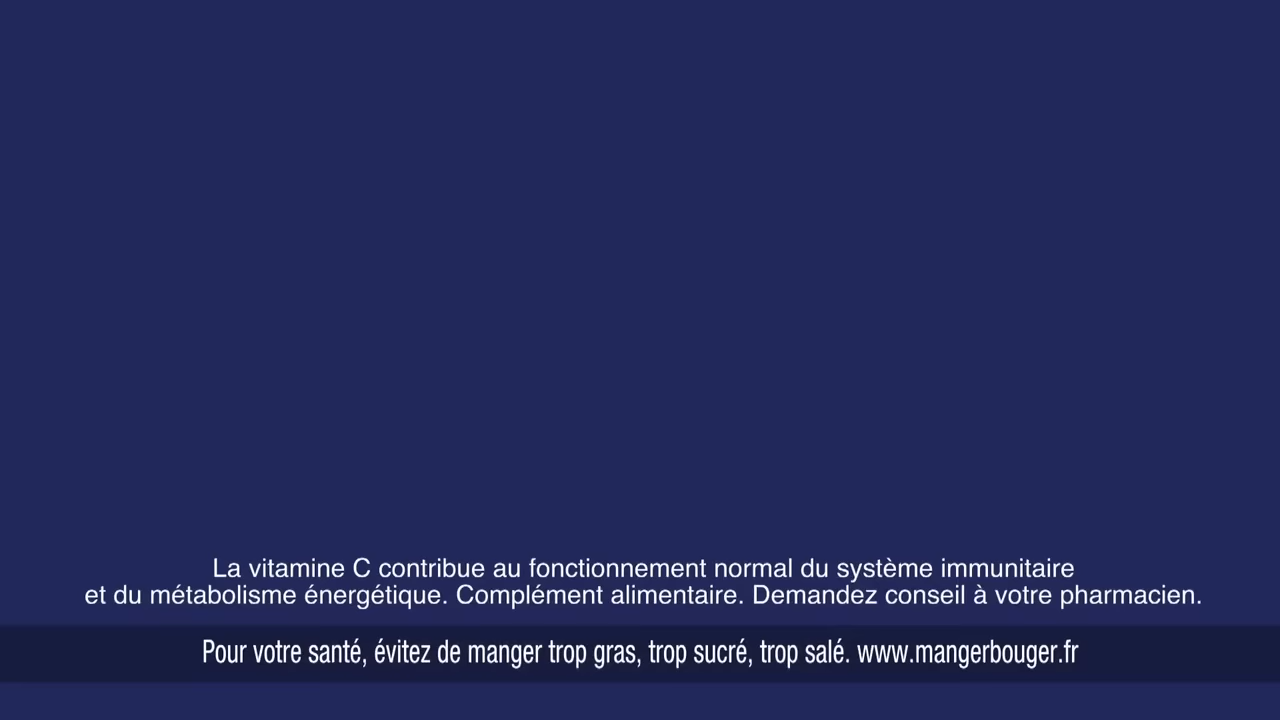 La vitamine C contribue au fonctionnement normal du système immunitaire
et du métabolisme énergétique. Complément alimentaire. Demandez conseil à votre pharmacien.
Pour votre santé, évitez de manger trop gras, trop sucré, trop salé. www.mangerbouger.fr